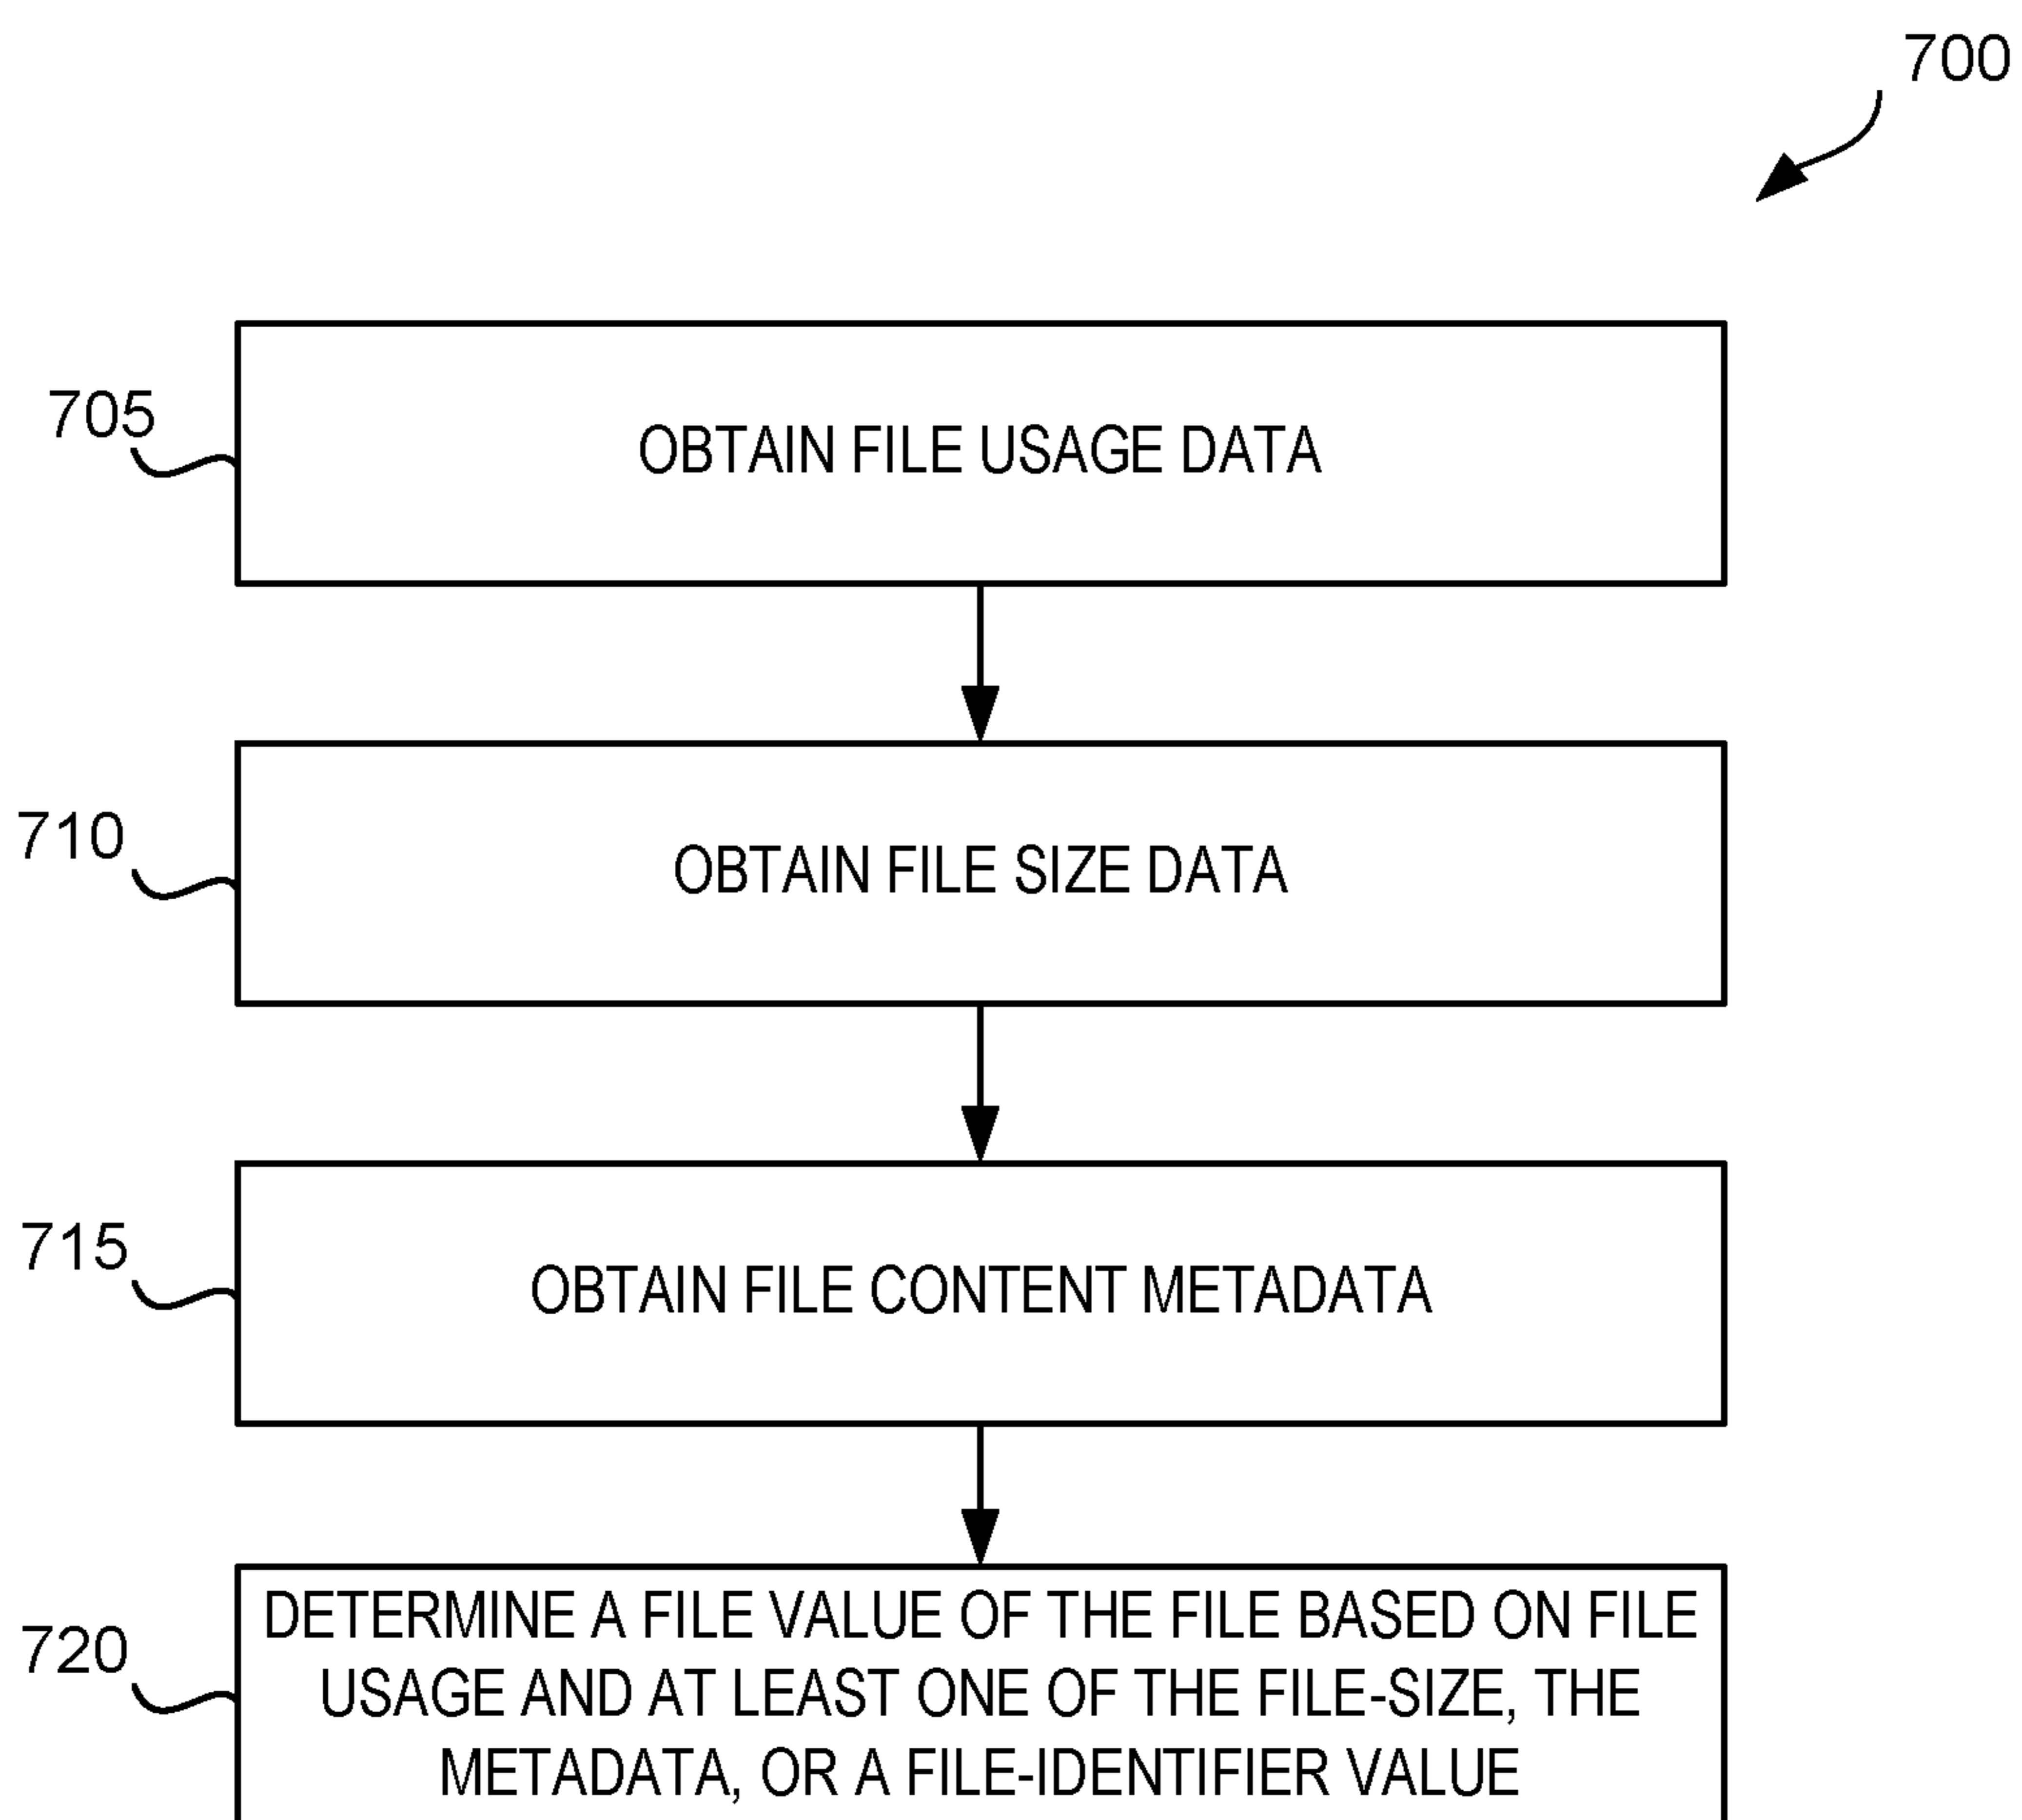 700
705
OBTAIN FILE USAGE DATA
710
OBTAIN FILE SIZE DATA
715
OBTAIN FILE CONTENT METADATA
720
DETERMINE A FILE VALUE OF THE FILE BASED ON FILE
USAGE AND AT LEAST ONE OF THE FILE-SIZE, THE
METADATA, OR A FILE-IDENTIFIER VALUE